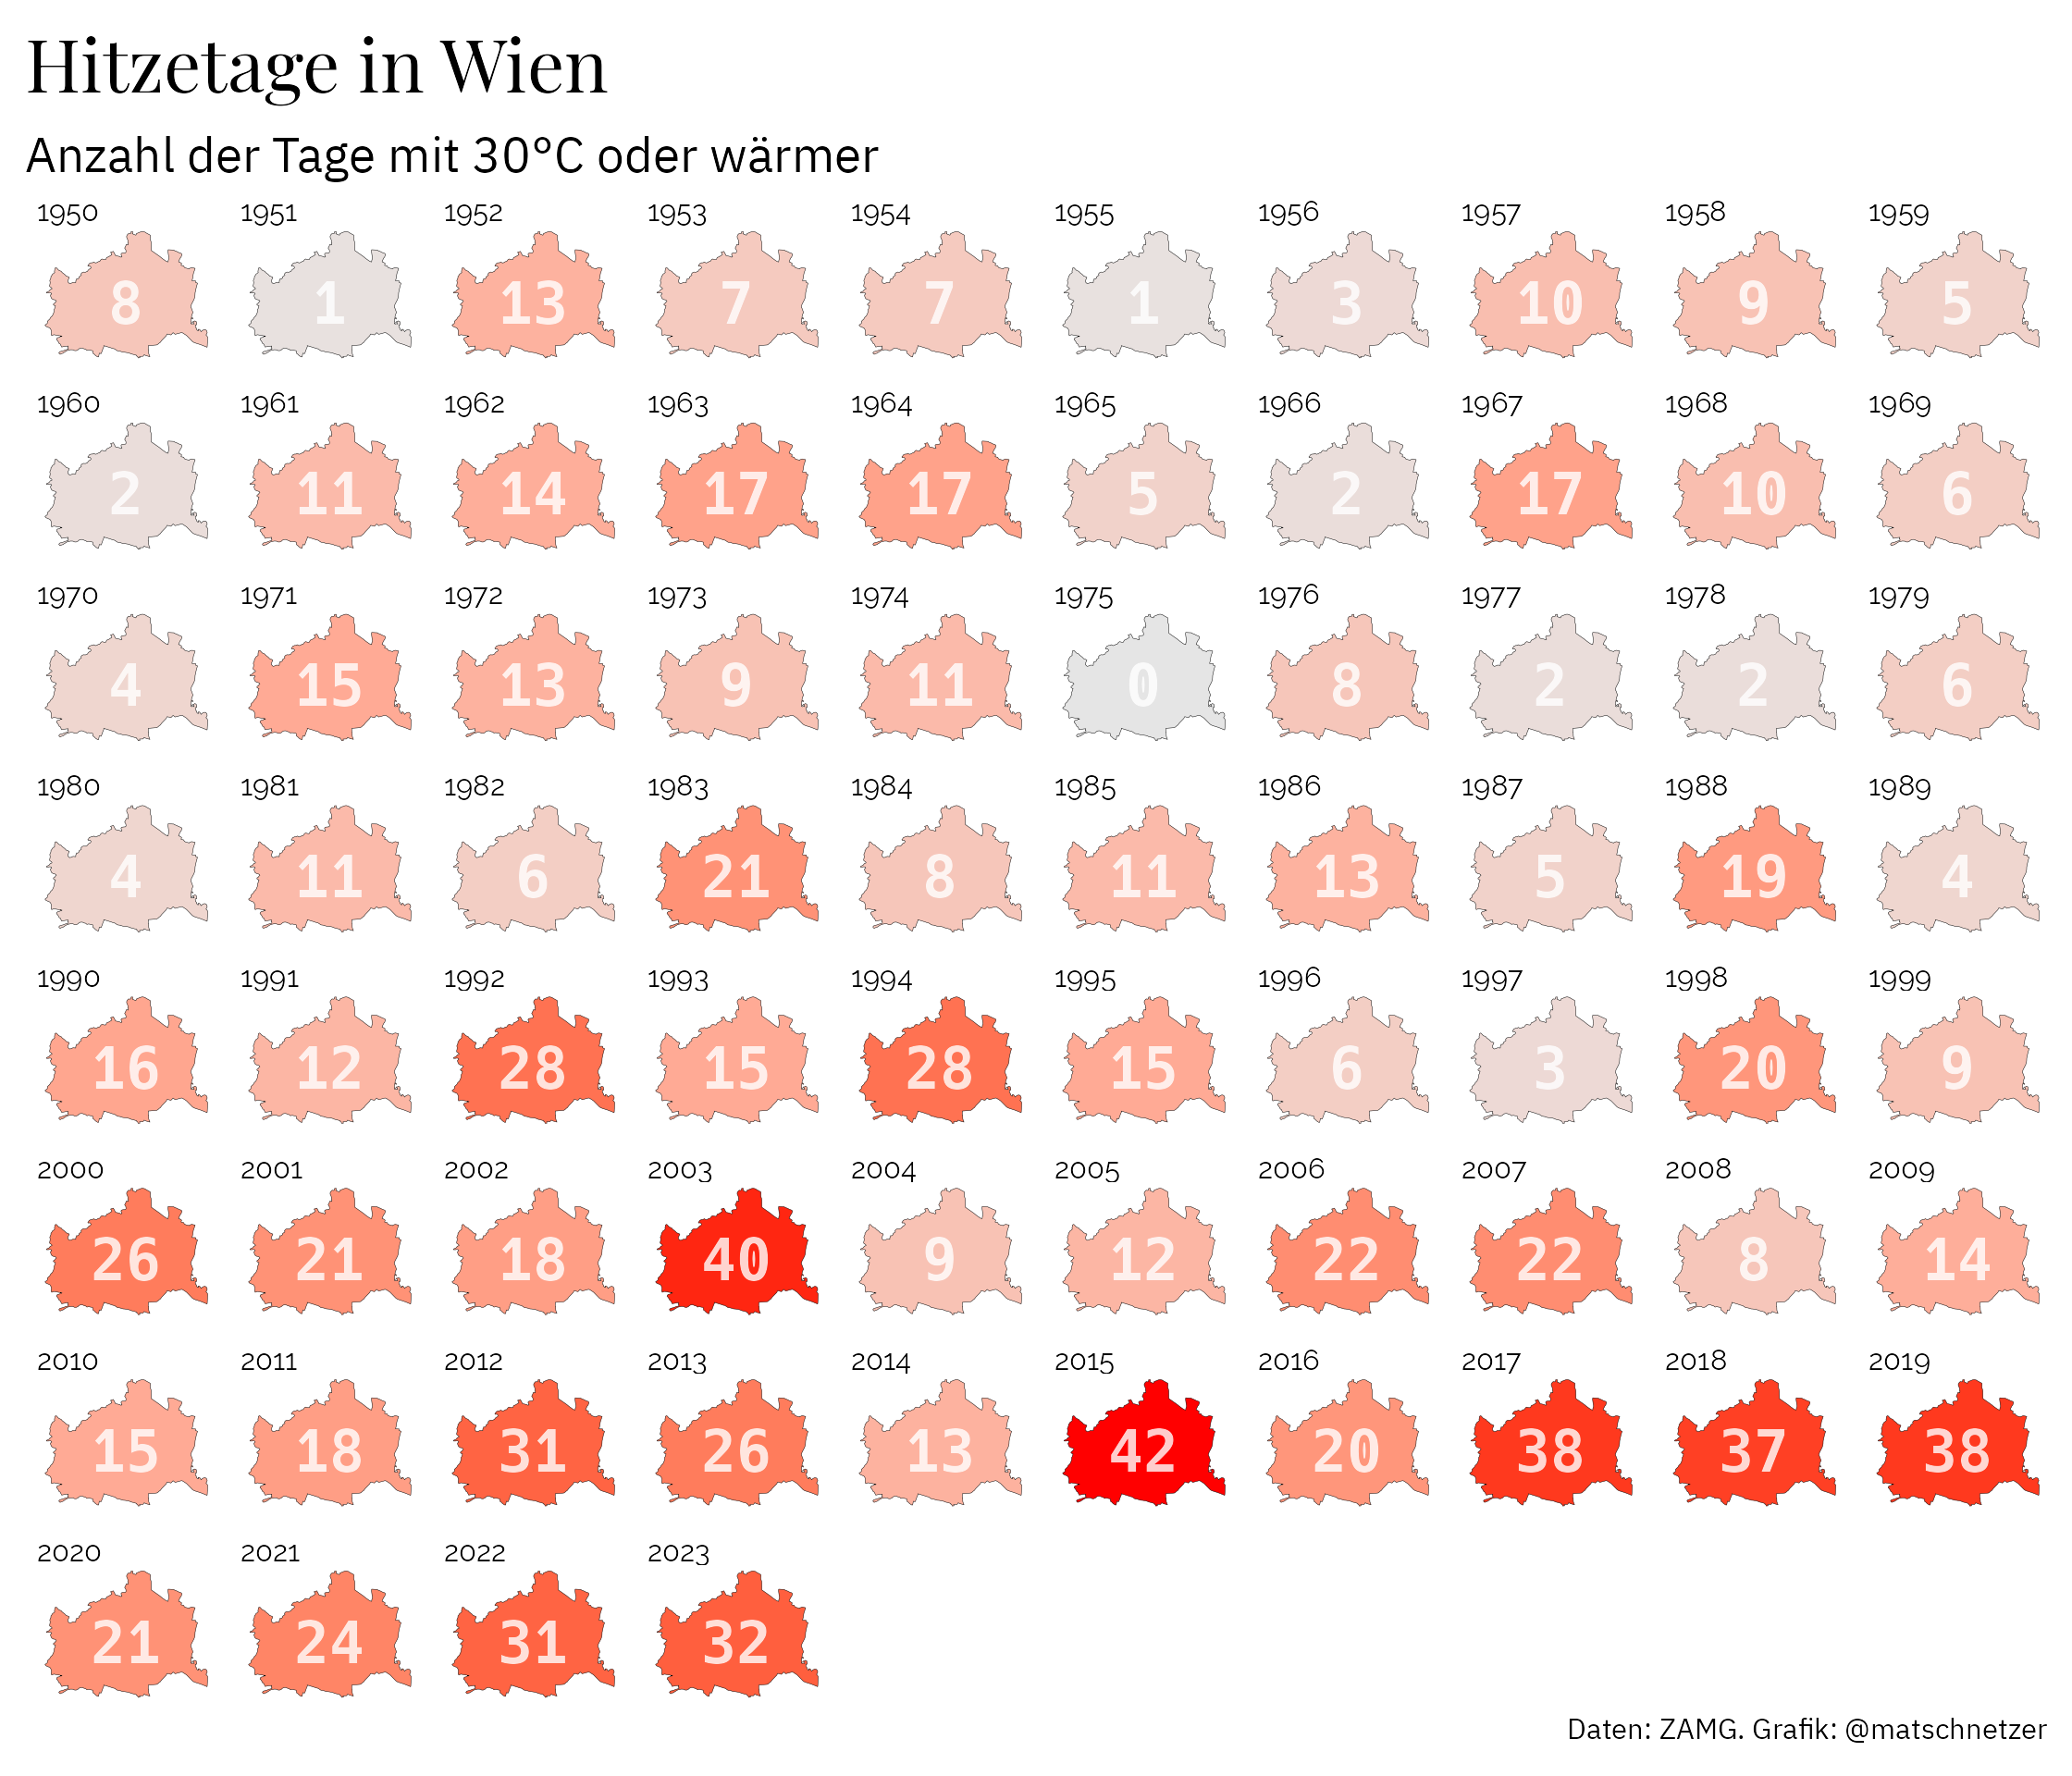 Hitzetage in Wien
Anzahl der Tage mit 30°C oder wärmer
1950 1951 1952 1953 1954 1955 1956 1957 1958 1959
8 1 13 7 7 1 3 10 9 5
1960 1961 1962 1963 1964 1965 1966 1967 1968 1969
2 11 14 17 17 5 2 17 10 6
1970 1971 1972 1973 1974 1975 1976 1977 1978 1979
4 15 13 9 11 0 8 2 2 6
1980 1981 1982 1983 1984 1985 1986 1987 1988 1989
4 11 6 21 8 11 13 5 19 4
1990 1991 1992 1993 1994 1995 1996 1997 1998 1999
16 12 28 15 28 15 6 3 20 9
2000 2001 2002 2003 2004 2005 2006 2007 2008 2009
26 21 18 40 9 12 22 22 8 14
2010 2011 2012 2013 2014 2015 2016 2017 2018 2019
15 18 31 26 13 42 20 38 37 38
2020 2021 2022 2023
21 24 31 32
Daten: ZAMG. Grafik: @matschnetzer